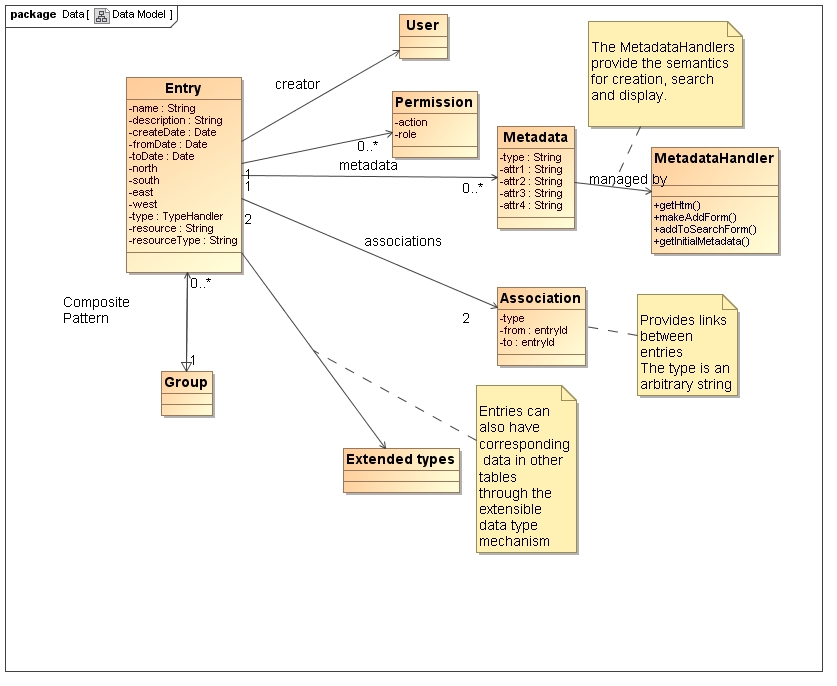 package Data [ Data Model ]
User
creator
Entry
-name : String
-description : String
-createDate : Date
-fromDate : Date
-toDate : Date
-north
-south
-east
-west
-type : TypeHandler
-resource : String
-resourceType : String
Permission
-action
-role
0..*
1
metadata
1
0..*
Metadata
-type : String
-attr1 : String
-attr2 : String
-attr3 : String
-attr4 : String
The MetadataHandlers
provide the semantics
for creation, search
and display.
managed by
MetadataHandler
+getHtm()
+makeAddForm()
+addToSearchForm()
+getInitialMetadata()
2
associations
2
Association
-type
-from : entryId
-to : entryId
Provides links
between
entries
The type is an
arbitrary string
0..*
Composite
Pattern
1
Group
Extended types
Entries can
also have
corresponding
data in other
tables
through the
extensible
data type
mechanism